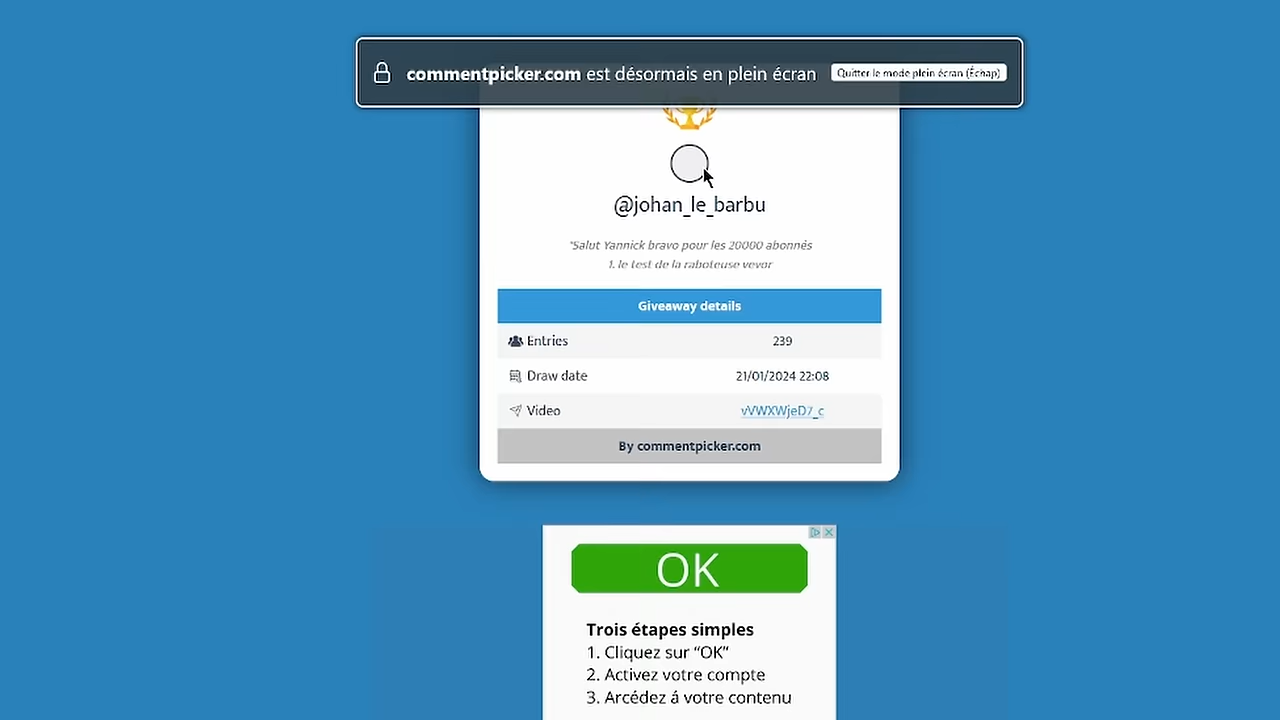 commentpicker.com est désormais en plein écran Quitter le mode plein écran (Échap)
@johan_le_barbu
"Salut Yannick bravo pour les 20000 abonnés
1. le test de la raboteuse vevor
Giveaway details
Entries 239
Draw date 21/01/2024 22:08
Video vVWXWjeD7_c
By commentpicker.com
OK
Trois étapes simples
1. Cliquez sur “OK”
2. Activez votre compte
3. Arcédez á votre contenu